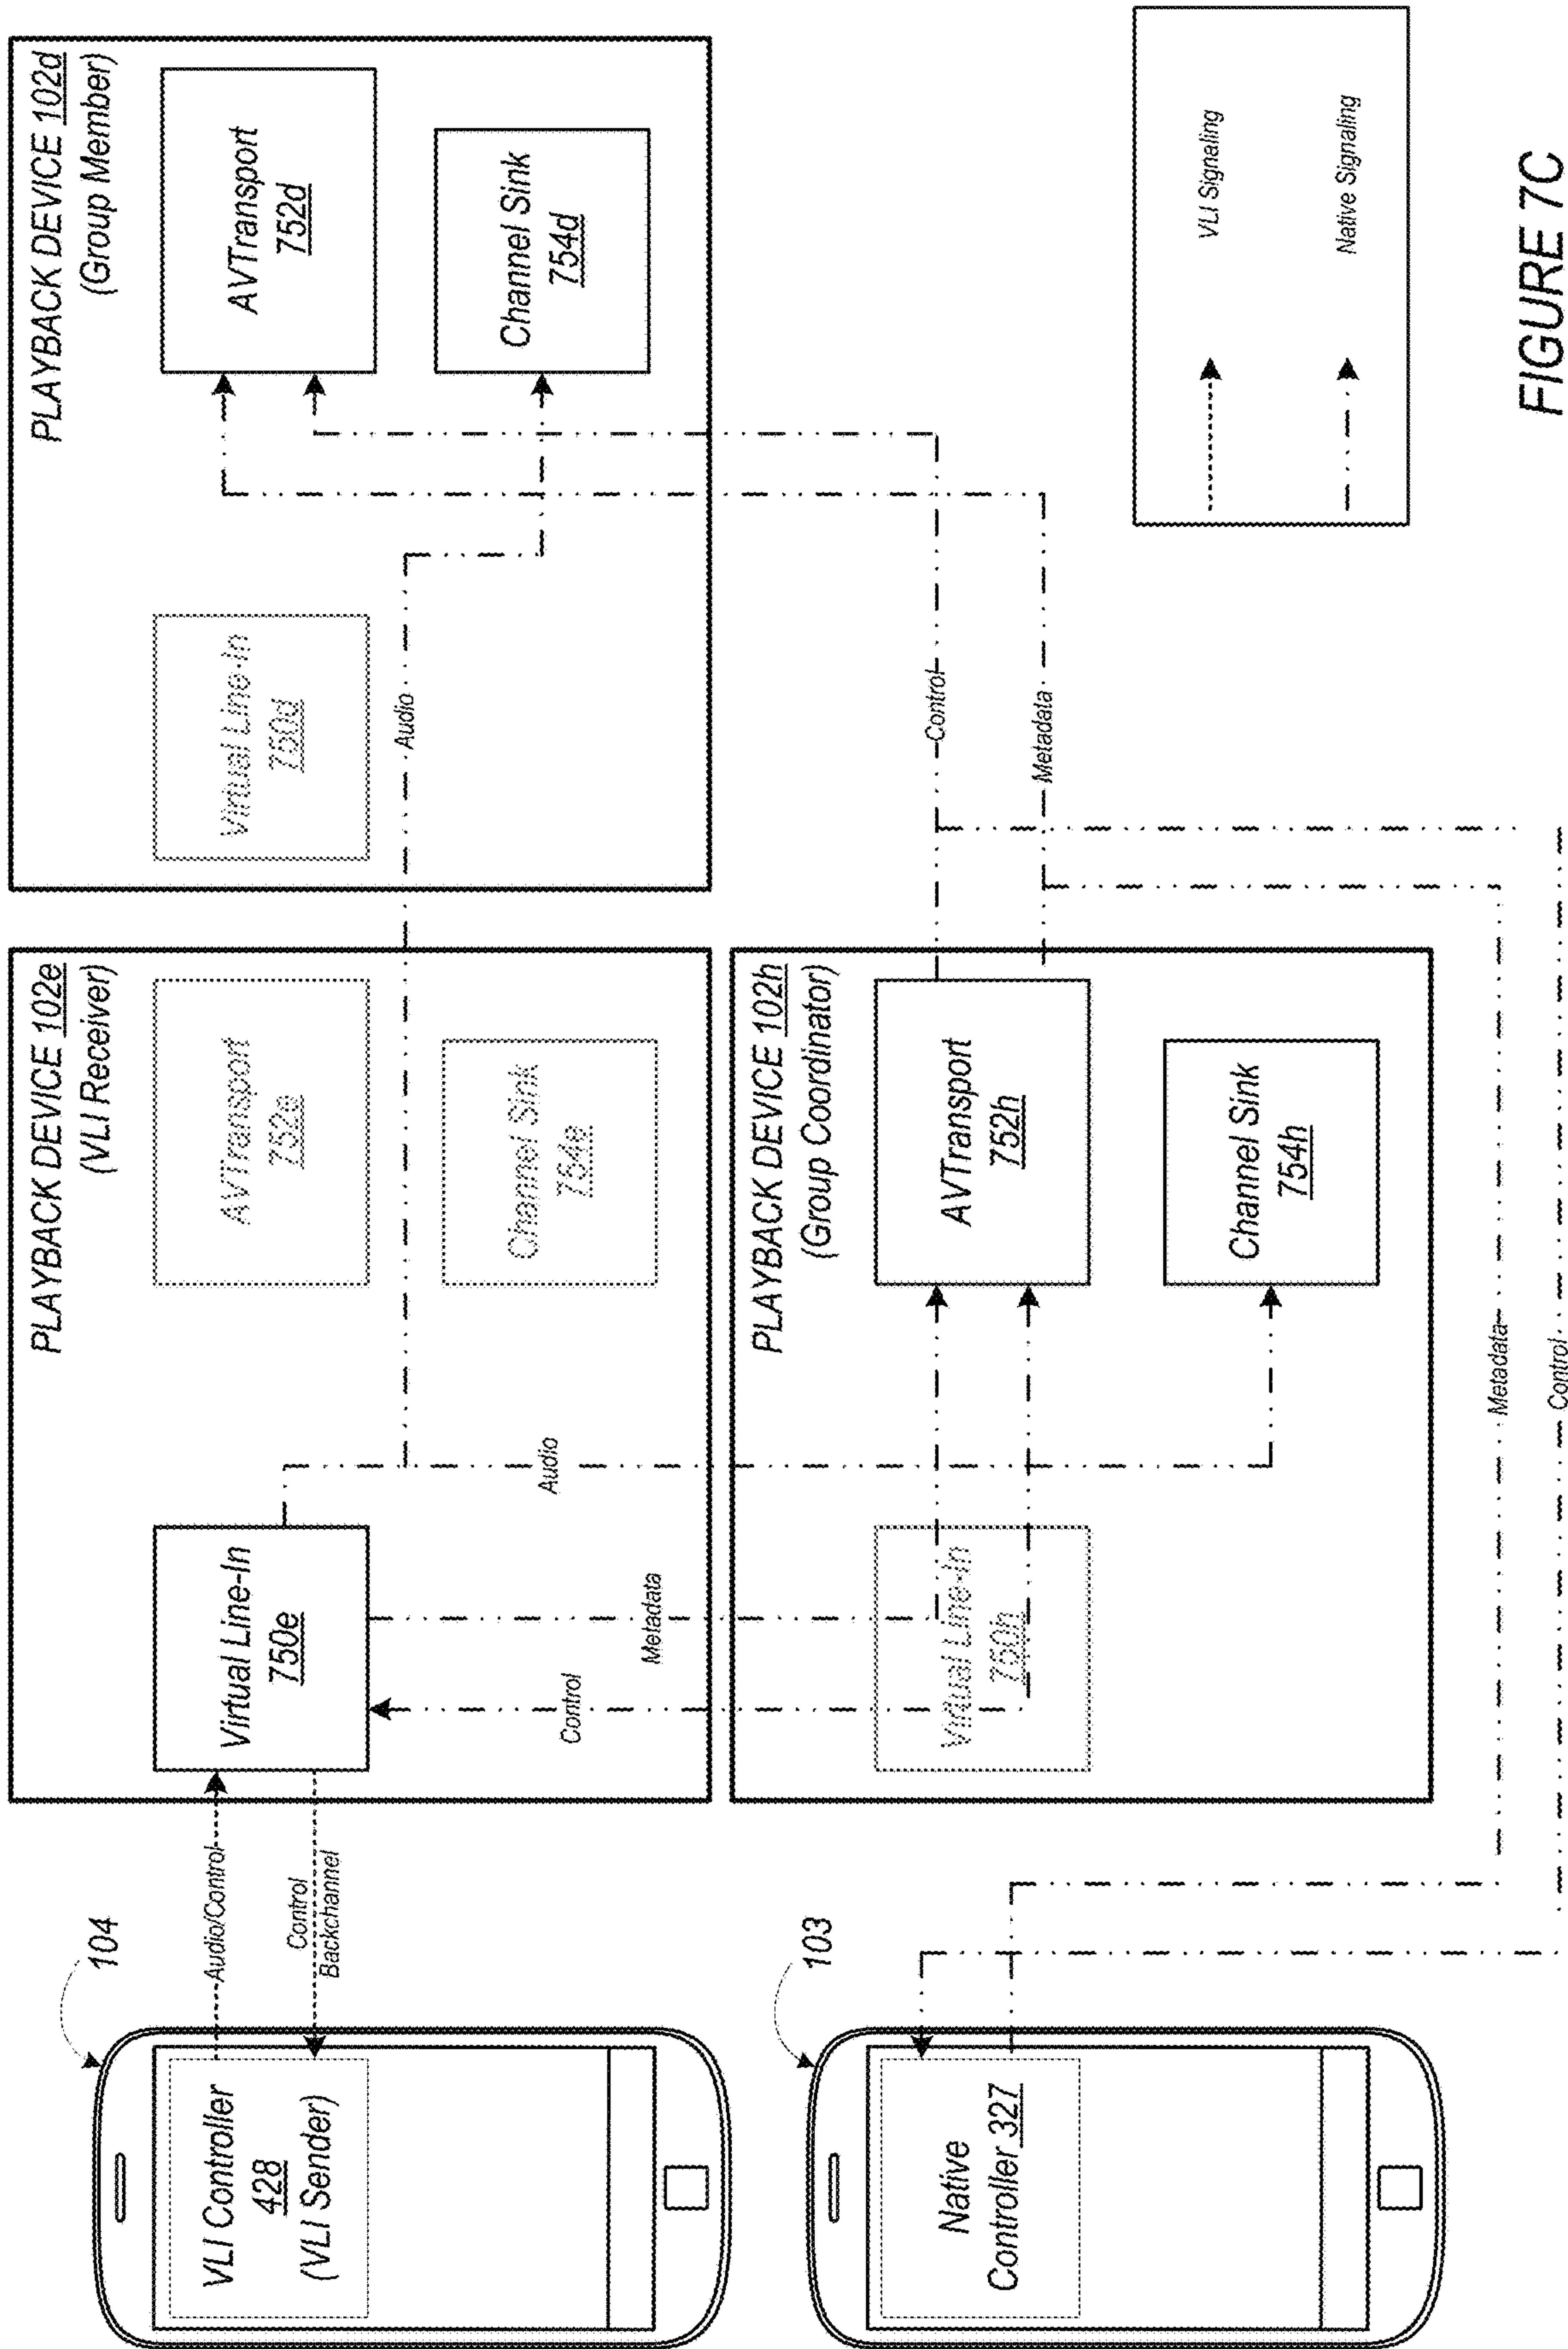 104
VLI Controller
428
(VLI Sender)
Audio/Control
Control
Backchannel
PLAYBACK DEVICE 102e
(VLI Receiver)
Virtual Line-In
750e
AVTransport
752e
Channel Sink
754e
Audio
Metadata
Control
PLAYBACK DEVICE 102d
(Group Member)
Virtual Line-In
750d
AVTransport
752d
Channel Sink
754d
Audio
103
Native
Controller 327
PLAYBACK DEVICE 102h
(Group Coordinator)
Virtual Line-In
750h
AVTransport
752h
Channel Sink
754h
Control
Metadata
Metadata
Control
VLI Signaling
Native Signaling
FIGURE 7C